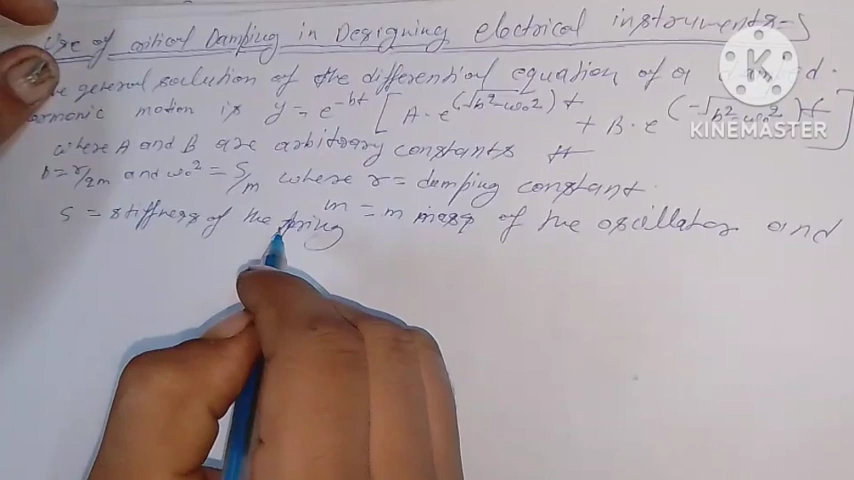 Use of critical Damping in Designing electrical instruments-s
general solution of the differential equation of a
harmonic motion is y = e^-bt [ A. e^(√b²-ω₀²)t + B. e^(-√b²-ω₀²)t ]
where A and B are arbitrary constants
b = r/2m and ω₀² = S/m where r = damping constant.
m = m mass of the oscillator and
S = stiffness of the spring
KINEMASTER